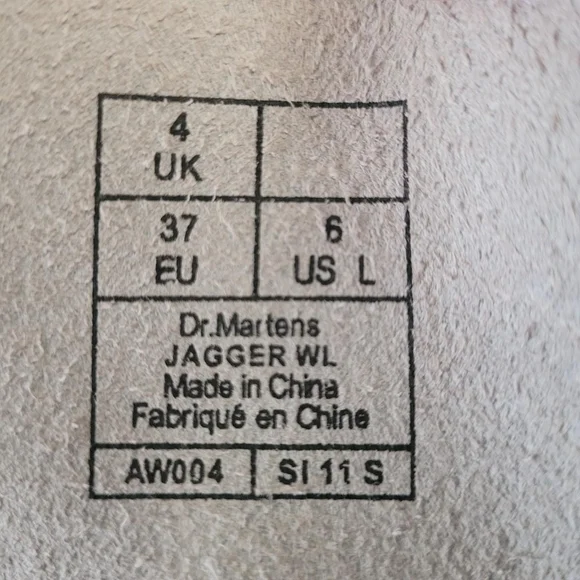 4
UK
37
EU
6
US L
Dr.Martens
JAGGER WL
Made in China
Fabriqué en Chine
AW004
SI 11 S